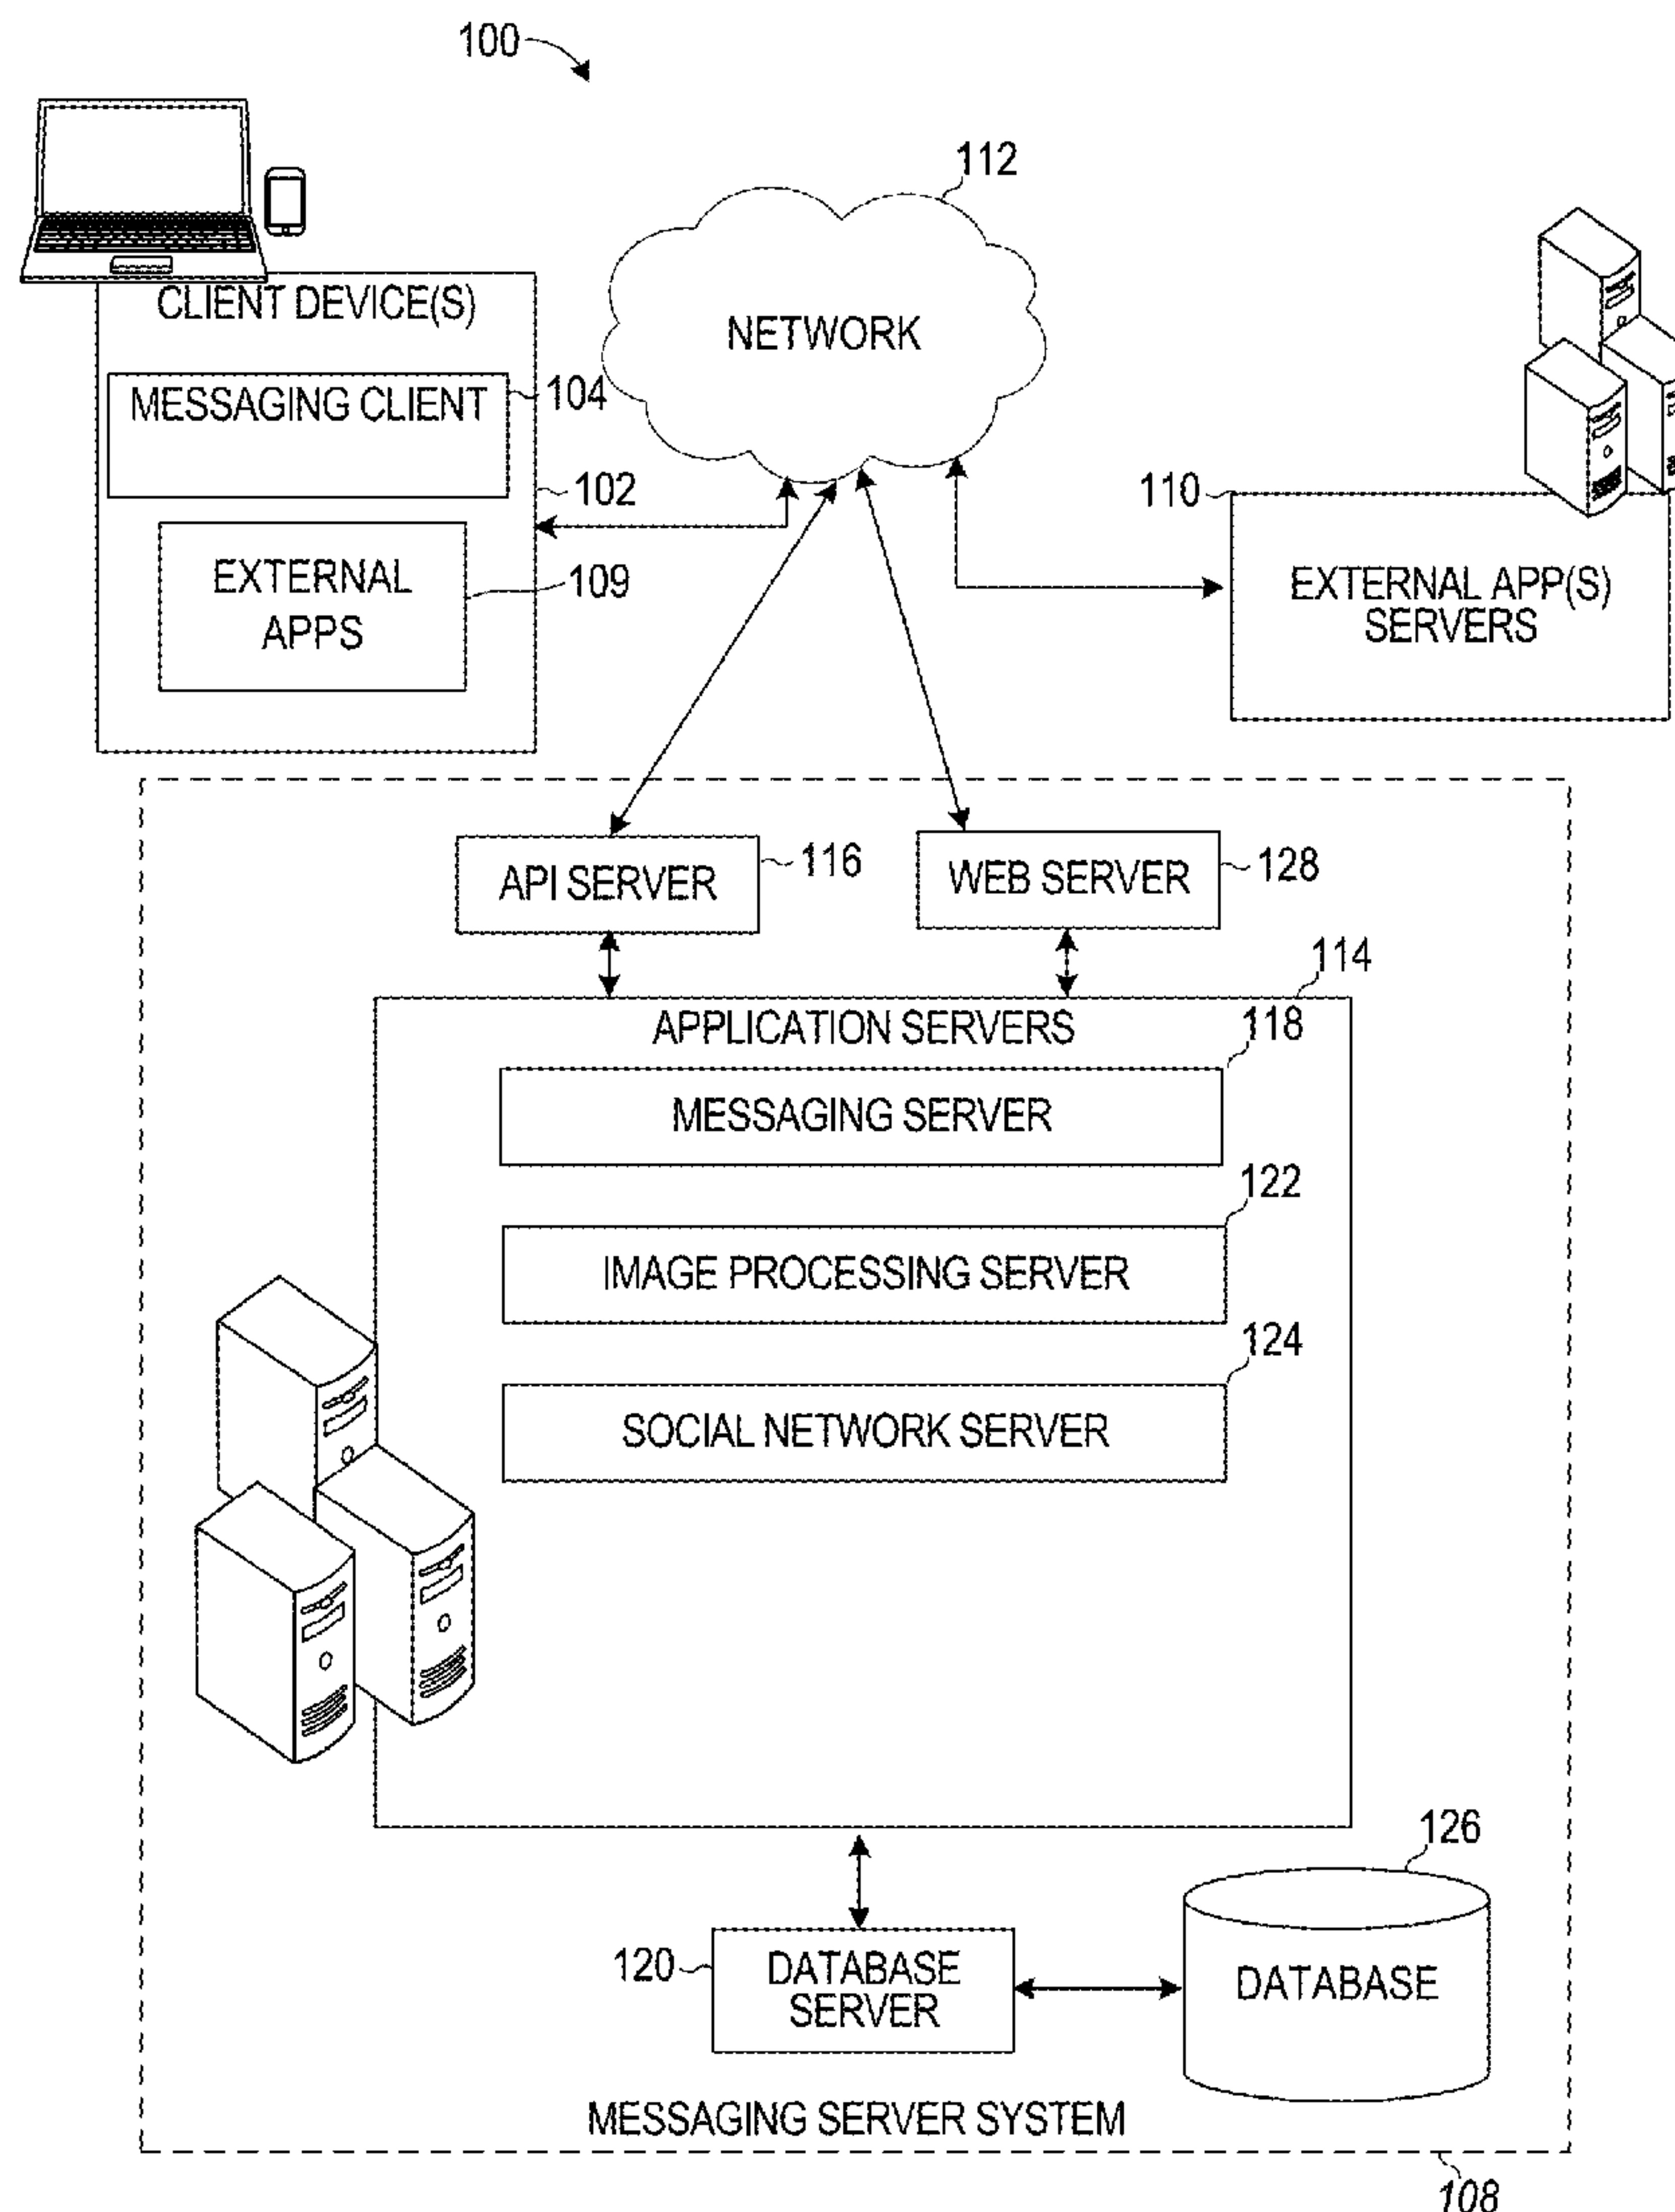 100
112
CLIENT DEVICE(S)
NETWORK
MESSAGING CLIENT
104
102
110
EXTERNAL
APPS
109
EXTERNAL APP(S)
SERVERS
API SERVER
116
WEB SERVER
128
114
APPLICATION SERVERS
118
MESSAGING SERVER
122
IMAGE PROCESSING SERVER
124
SOCIAL NETWORK SERVER
126
120
DATABASE
SERVER
DATABASE
MESSAGING SERVER SYSTEM
108